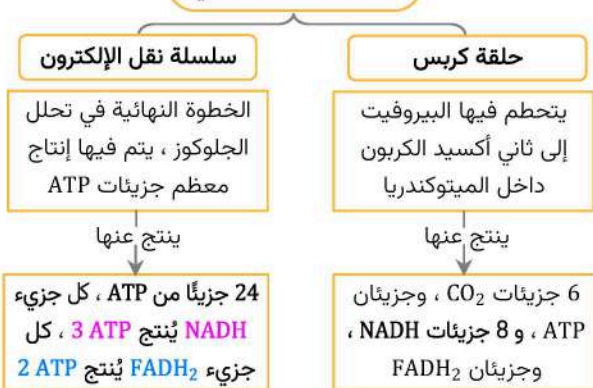 حلقة كربس
يتحطم فيها البيروفيت
إلى ثاني أكسيد الكربون
داخل الميتوكندريا
ينتج عنها
6 جزيئات CO₂ ، وجزيئان
ATP ، و 8 جزيئات NADH ،
وجزيئان FADH₂
سلسلة نقل الإلكترون
الخطوة النهائية في تحلل
الجلوكوز ، يتم فيها إنتاج
معظم جزيئات ATP
ينتج عنها
24 جزيئًا من ATP ، كل جزيء
NADH يُنتج 3 ATP ، كل
جزيء FADH₂ يُنتج 2 ATP